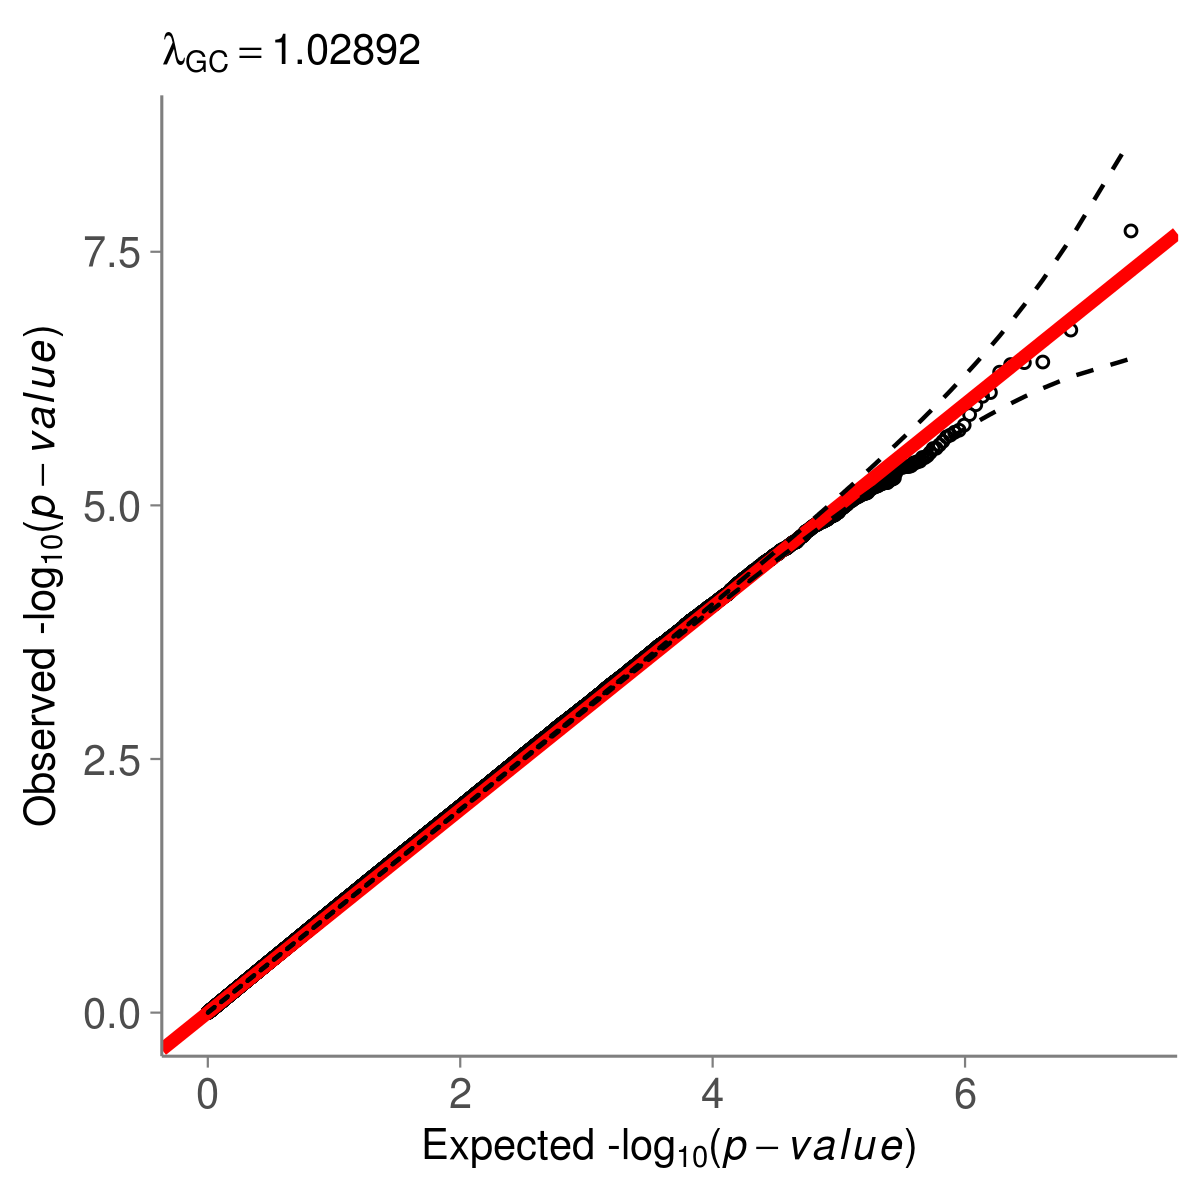 λGC = 1.02892
Observed -log10(p − value)
7.5
5.0
2.5
0.0
0 2 4 6
Expected -log10(p − value)